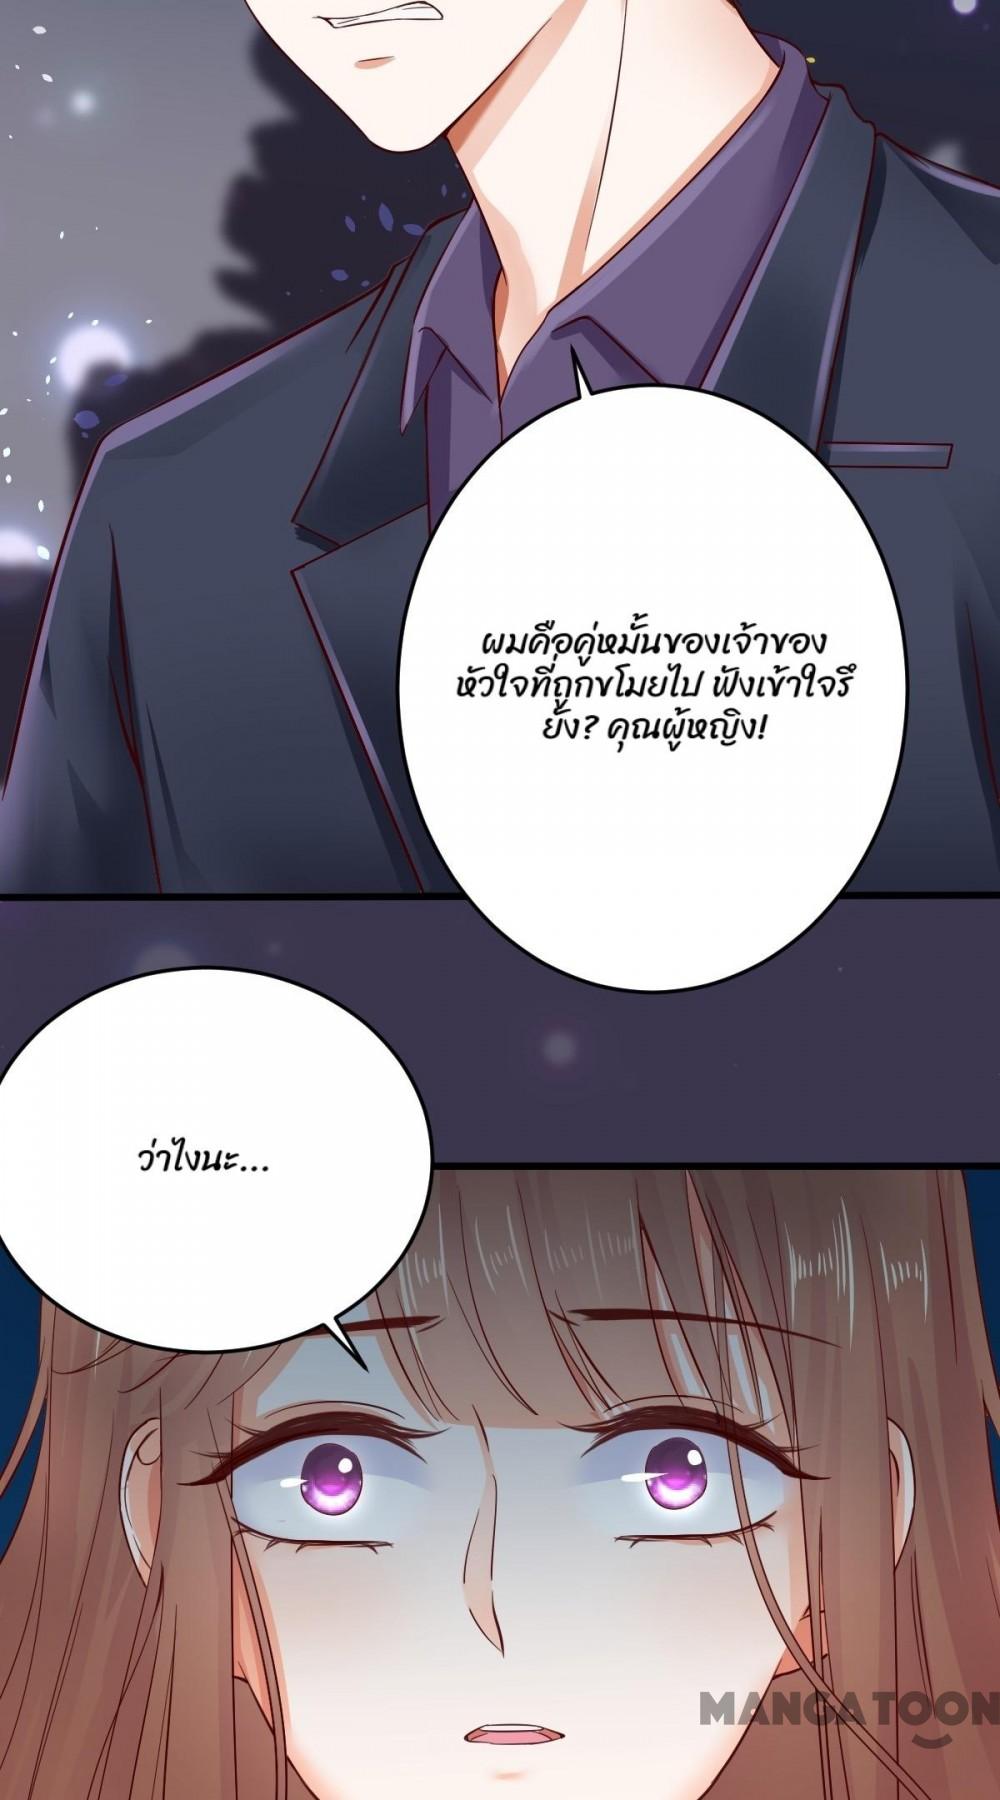 ผมคือคู่หมั้นของเจ้าของ
หัวใจที่ถูกขโมยไป ฟังเข้าใจรึ
ยัง? คุณผู้หญิง!
ว่าไงนะ...
MANGATOON